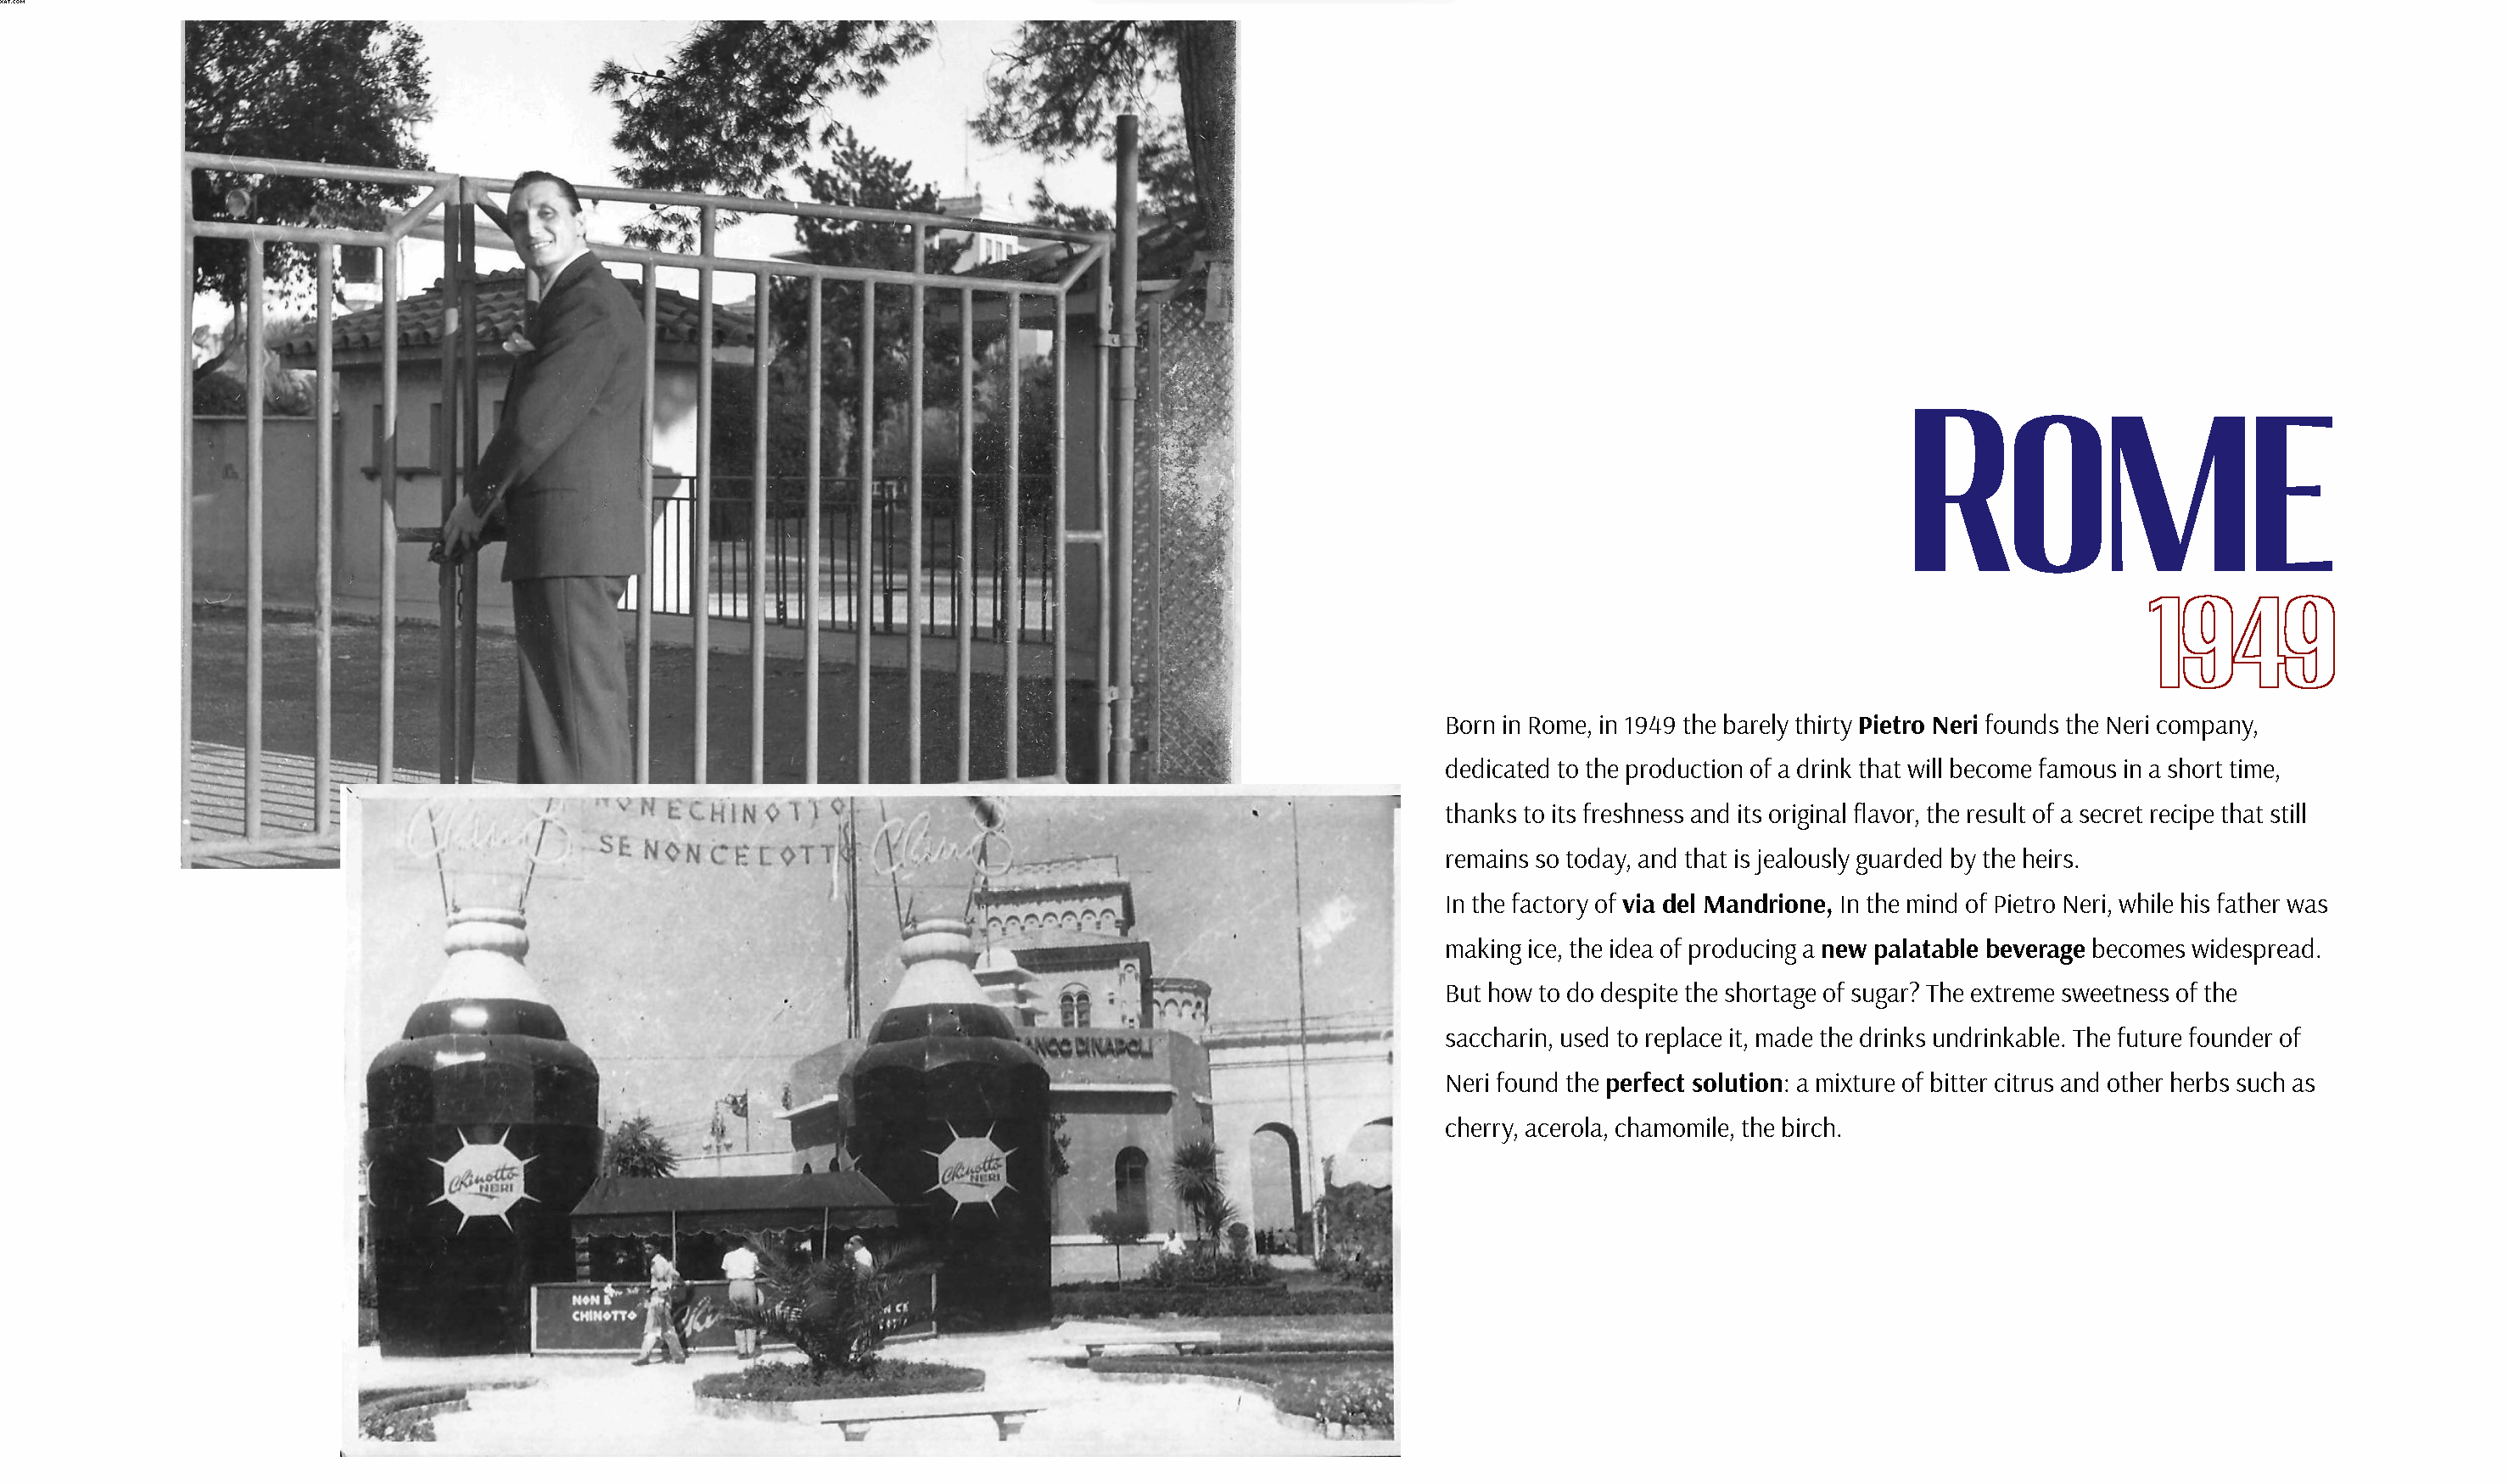 XAT.COM
NON E CHINOTTO
SE NON C'E L'OTTO
Chinotto
NERI
Chinotto
NERI
BANCO DI NAPOLI
NON E
CHINOTTO
ROME
1949
Born in Rome, in 1949 the barely thirty Pietro Neri founds the Neri company,
dedicated to the production of a drink that will become famous in a short time,
thanks to its freshness and its original flavor, the result of a secret recipe that still
remains so today, and that is jealously guarded by the heirs.
In the factory of via del Mandrione, In the mind of Pietro Neri, while his father was
making ice, the idea of producing a new palatable beverage becomes widespread.
But how to do despite the shortage of sugar? The extreme sweetness of the
saccharin, used to replace it, made the drinks undrinkable. The future founder of
Neri found the perfect solution: a mixture of bitter citrus and other herbs such as
cherry, acerola, chamomile, the birch.